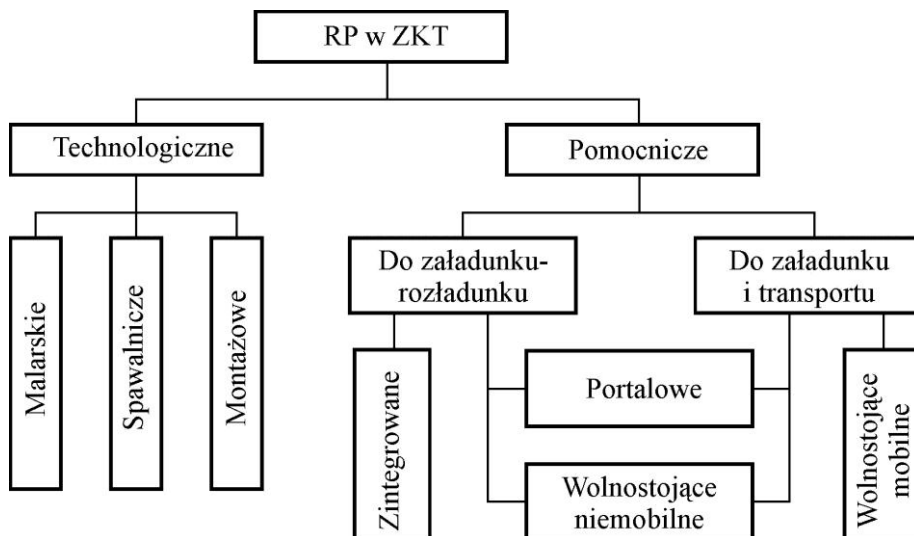 RP w ZKT
Technologiczne
Pomocnicze
Malarskie
Spawalnicze
Montażowe
Do załadunku-
rozładunku
Do załadunku
i transportu
Zintegrowane
Portalowe
Wolnostojące
niemobilne
Wolnostojące
mobilne